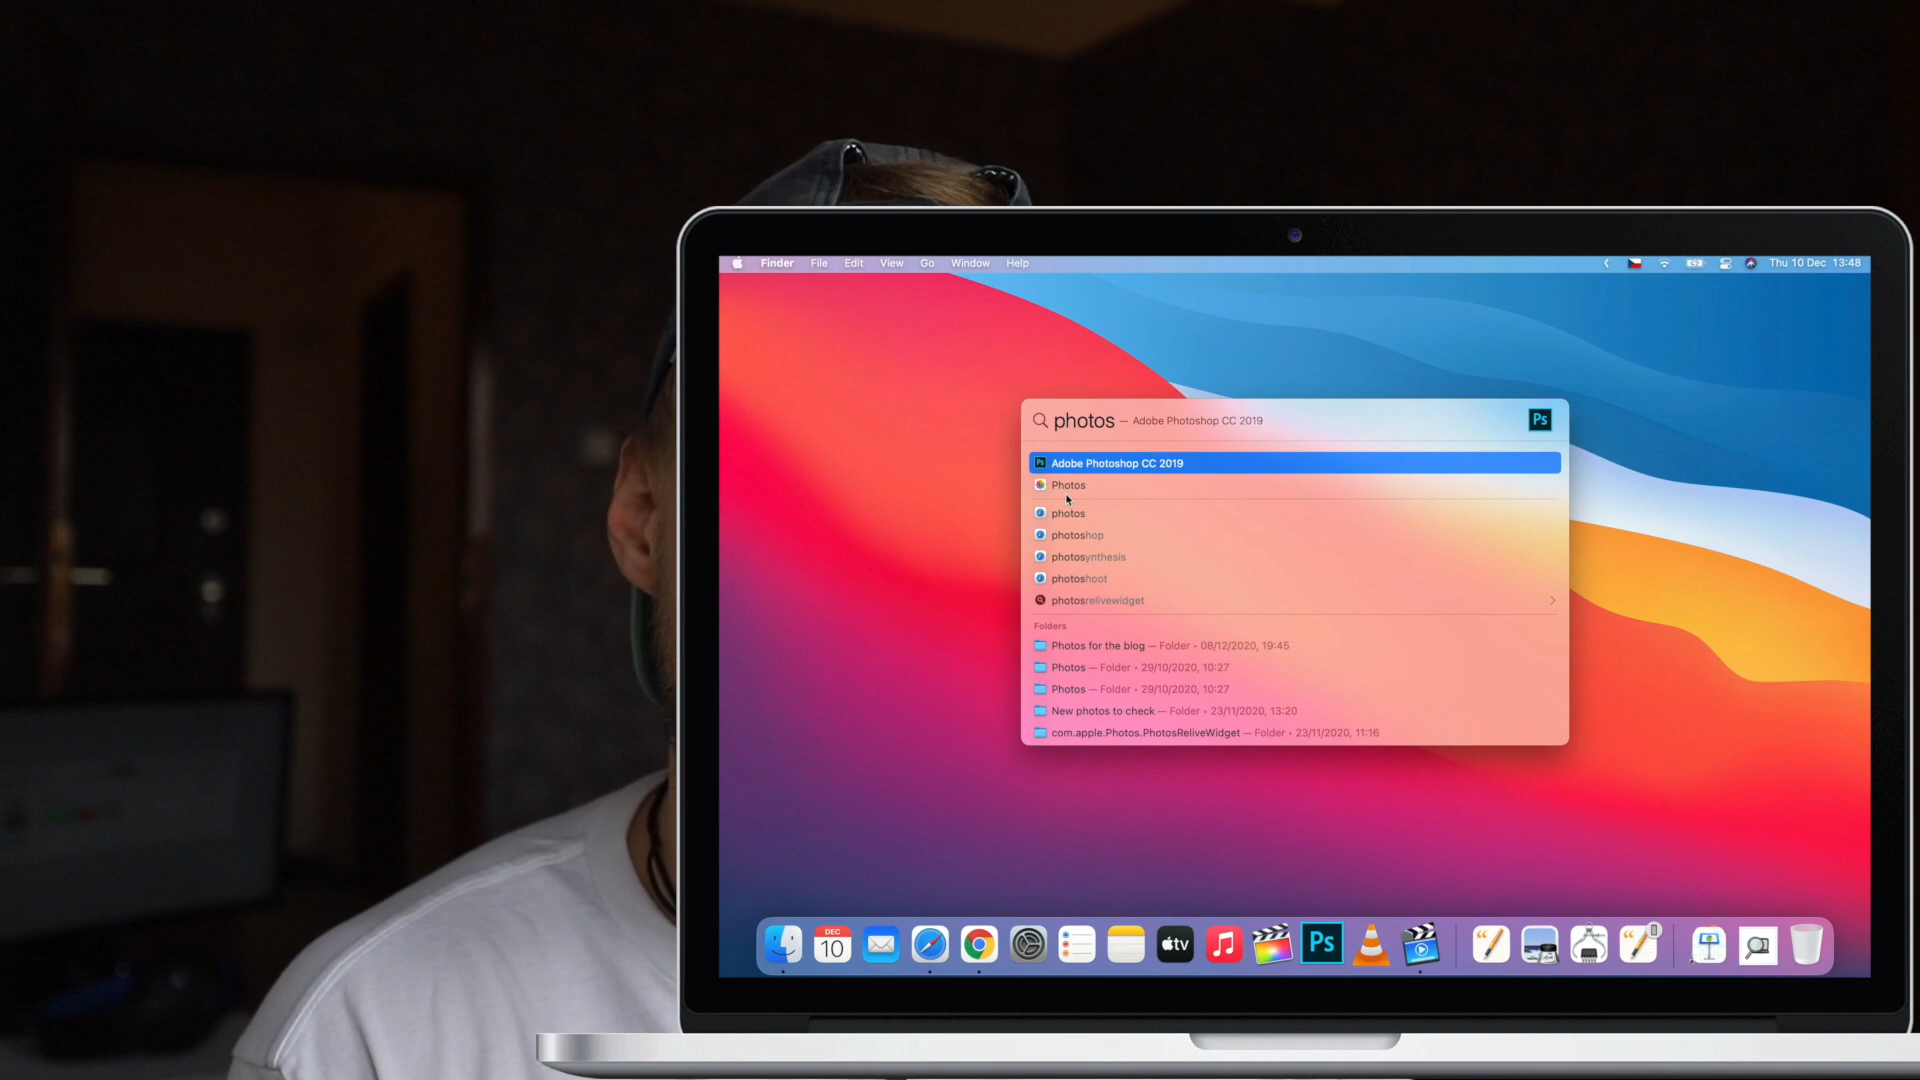 Finder File Edit View Go Window Help Thu 10 Dec 13:48
photos — Adobe Photoshop CC 2019 Ps
Ps Adobe Photoshop CC 2019
Photos
photos
photoshop
photosynthesis
photoshoot
photosrelivewidget
Folders
Photos for the blog — Folder • 08/12/2020, 19:45
Photos — Folder • 29/10/2020, 10:27
Photos — Folder • 29/10/2020, 10:27
New photos to check — Folder • 23/11/2020, 13:20
com.apple.Photos.PhotosReliveWidget — Folder • 23/11/2020, 11:16
DEC
10 tv Ps